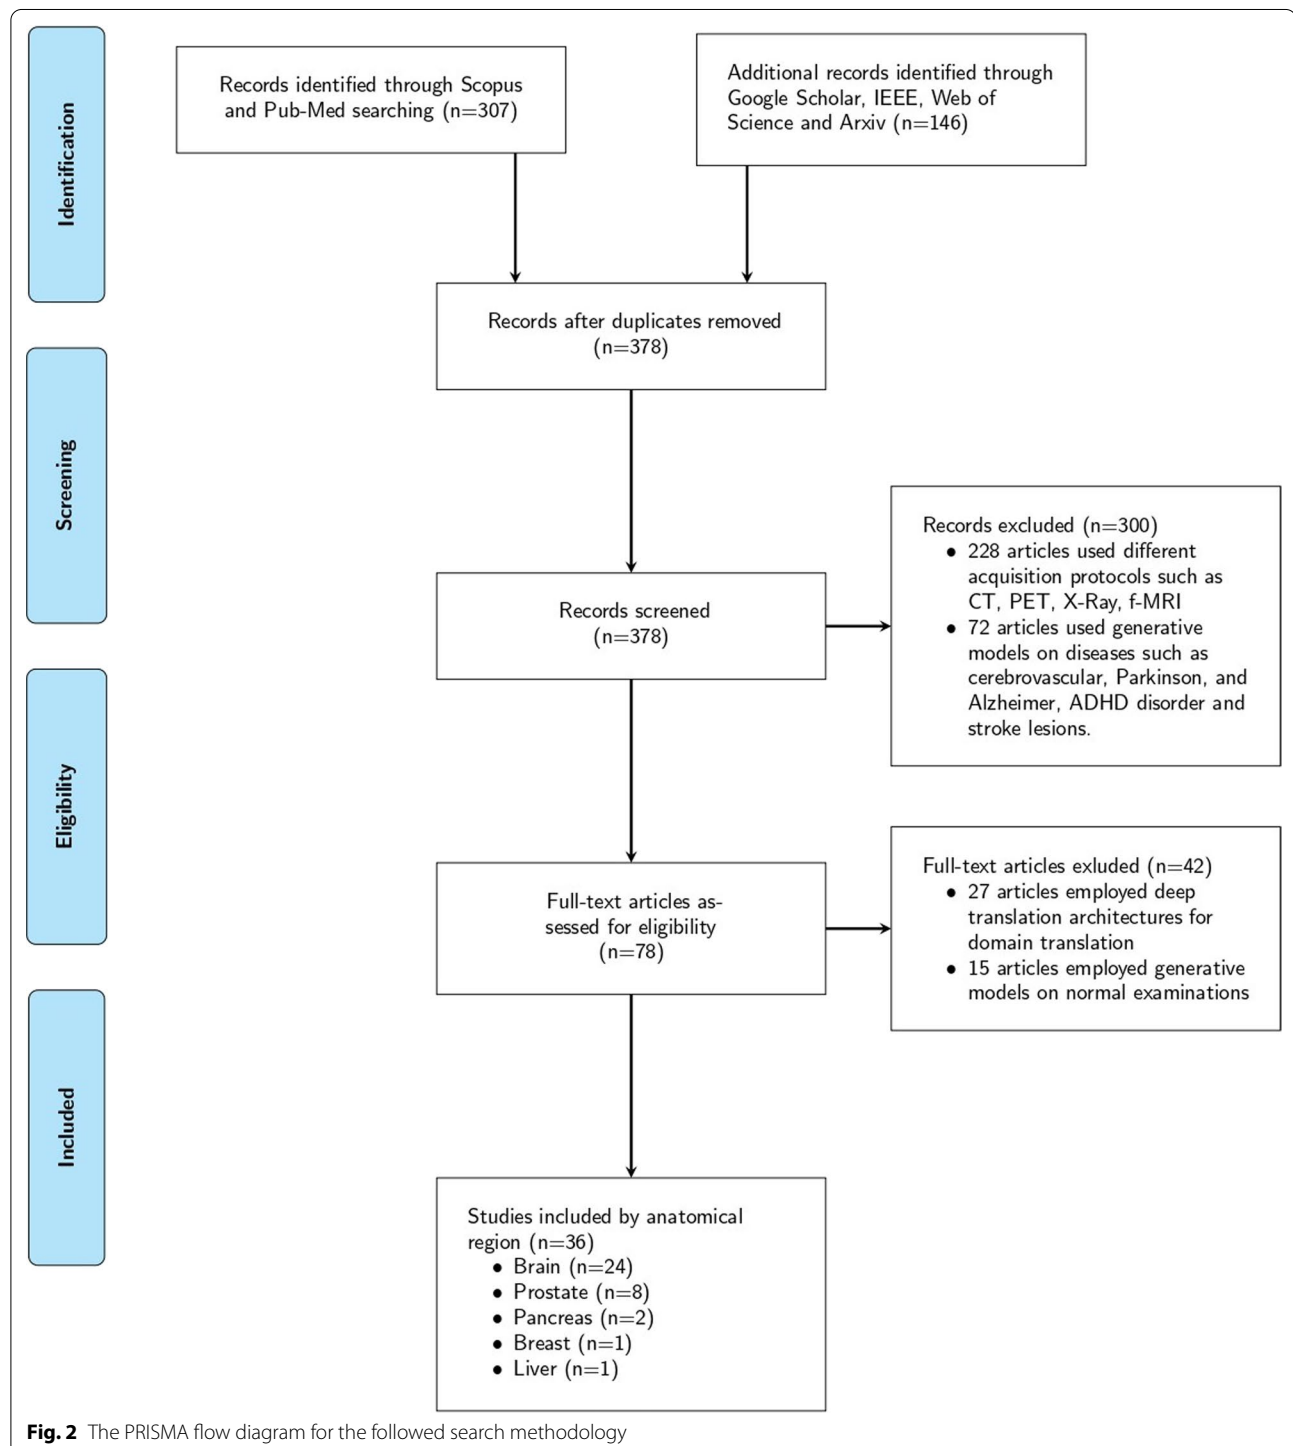 Identification
Records identified through Scopus
and Pub-Med searching (n=307)
Additional records identified through
Google Scholar, IEEE, Web of
Science and Arxiv (n=146)
Records after duplicates removed
(n=378)
Screening
Records screened
(n=378)
Records excluded (n=300)
• 228 articles used different
acquisition protocols such as
CT, PET, X-Ray, f-MRI
• 72 articles used generative
models on diseases such as
cerebrovascular, Parkinson, and
Alzheimer, ADHD disorder and
stroke lesions.
Eligibility
Full-text articles as-
sessed for eligibility
(n=78)
Full-text articles exluded (n=42)
• 27 articles employed deep
translation architectures for
domain translation
• 15 articles employed generative
models on normal examinations
Included
Studies included by anatomical
region (n=36)
• Brain (n=24)
• Prostate (n=8)
• Pancreas (n=2)
• Breast (n=1)
• Liver (n=1)
Fig. 2 The PRISMA flow diagram for the followed search methodology